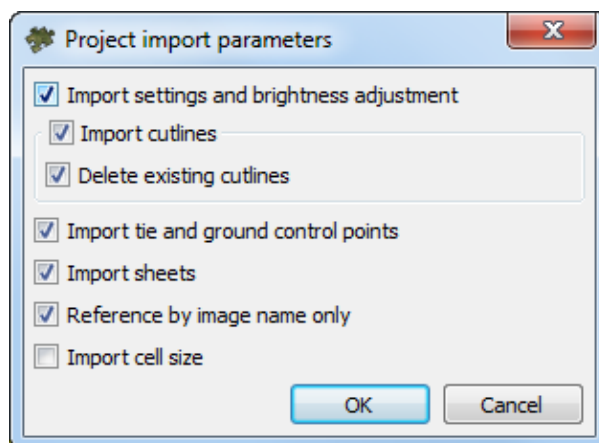 Project import parameters
Import settings and brightness adjustment
Import cutlines
Delete existing cutlines
Import tie and ground control points
Import sheets
Reference by image name only
Import cell size
OK Cancel